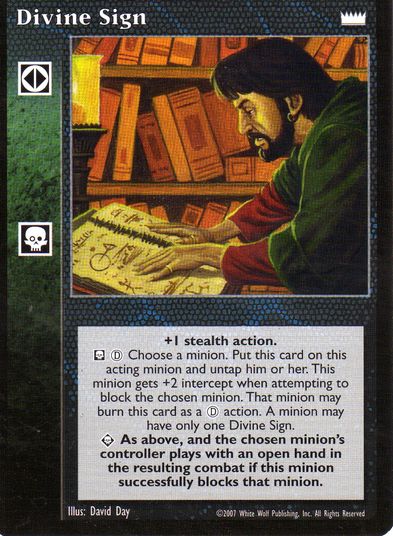 Divine Sign
+1 stealth action.
Ⓓ Choose a minion. Put this card on this
acting minion and untap him or her. This
minion gets +2 intercept when attempting to
block the chosen minion. That minion may
burn this card as a Ⓓ action. A minion may
have only one Divine Sign.
As above, and the chosen minion's
controller plays with an open hand in
the resulting combat if this minion
successfully blocks that minion.
Illus: David Day
©2007 White Wolf Publishing, Inc. All Rights Reserved